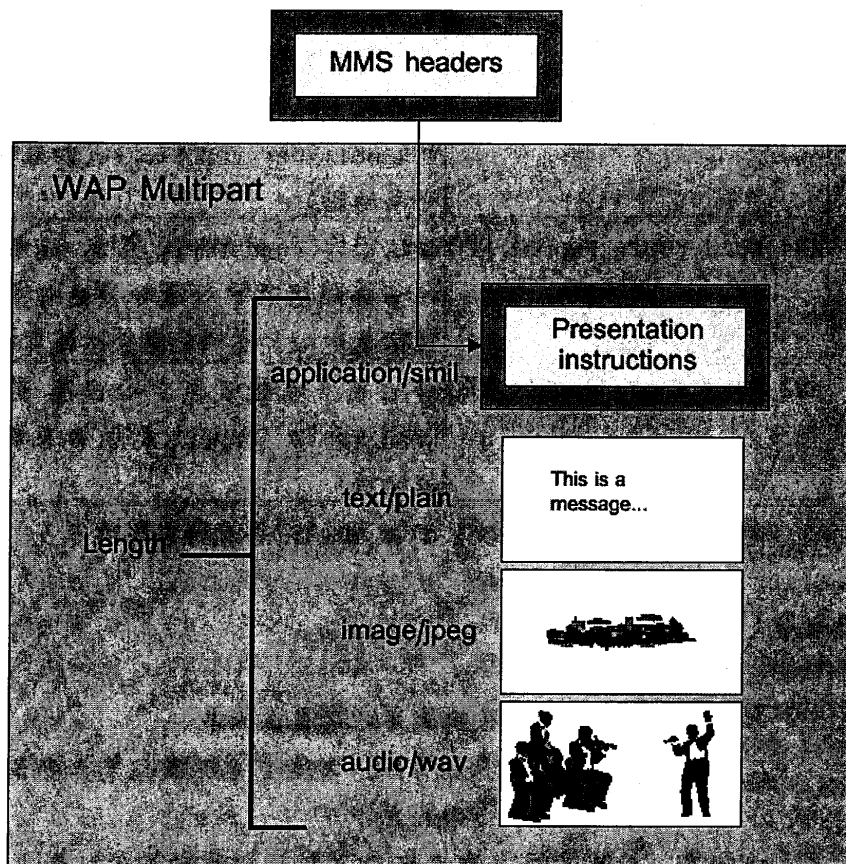 MMS headers
WAP Multipart
Presentation
instructions
application/smil
This is a
message...
text/plain
Length
image/jpeg
audio/wav